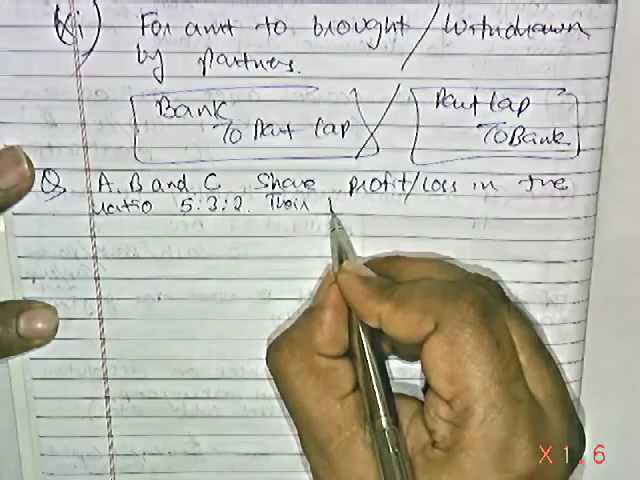 (xi) For amt to brought / Withdrawn
by partners.
Bank
To Part Cap
Part Cap
To Bank
Q. A, B and C Share profit/loss in the
ratio 5:3:2. Their
X1.6